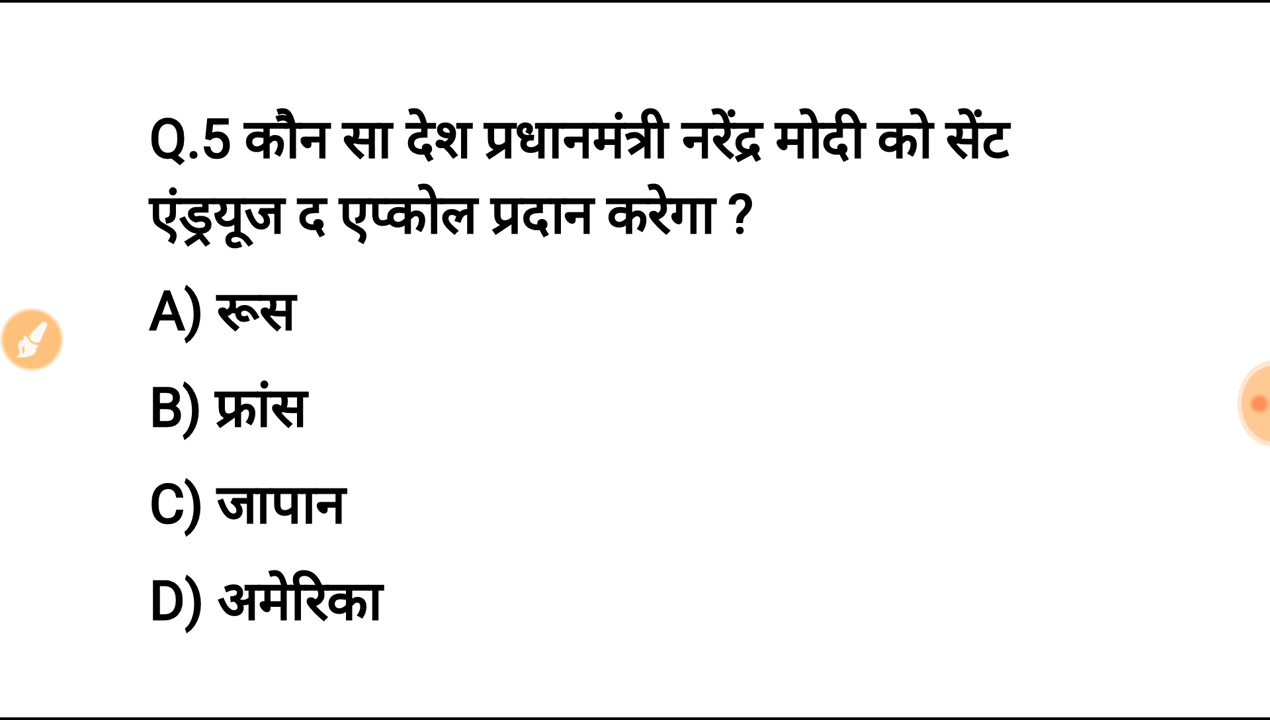 Q.5 कौन सा देश प्रधानमंत्री नरेंद्र मोदी को सेंट
एंड्रयूज द एप्कोल प्रदान करेगा ?
A) रूस
B) फ्रांस
C) जापान
D) अमेरिका